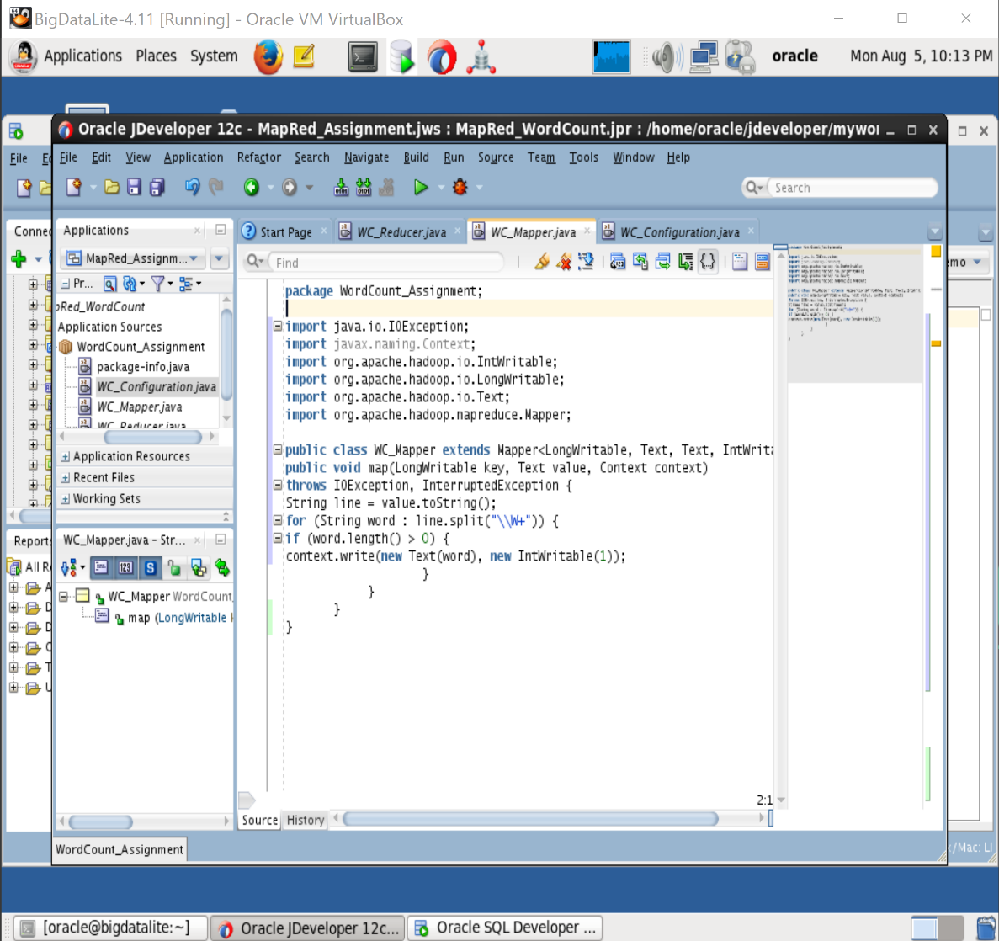 BigDataLite-4.11 [Running] - Oracle VM VirtualBox
Applications Places System oracle Mon Aug 5, 10:13 PM
Oracle JDeveloper 12c - MapRed_Assignment.jws : MapRed_WordCount.jpr : /home/oracle/jdeveloper/mywor
File
File Edit View Application Refactor Search Navigate Build Run Source Team Tools Window Help
Search
Applications
Start Page WC_Reducer.java WC_Mapper.java WC_Configuration.java
MapRed_Assignm...
Find
Pr...
pRed_WordCount
Application Sources
WordCount_Assignment
package-info.java
WC_Configuration.java
WC_Mapper.java
WC_Reducer.java
Application Resources
Recent Files
Working Sets
package WordCount_Assignment;
import java.io.IOException;
import javax.naming.Context;
import org.apache.hadoop.io.IntWritable;
import org.apache.hadoop.io.LongWritable;
import org.apache.hadoop.io.Text;
import org.apache.hadoop.mapreduce.Mapper;
public class WC_Mapper extends Mapper<LongWritable, Text, Text, IntWrita
public void map(LongWritable key, Text value, Context context)
throws IOException, InterruptedException {
String line = value.toString();
for (String word : line.split("\\W+")) {
if (word.length() > 0) {
context.write(new Text(word), new IntWritable(1));
}
}
}
}
Report
WC_Mapper.java - Str...
All R
123 S
WC_Mapper WordCount_
map (LongWritable k
2:1
Source History
WordCount_Assignment
x/Mac: LI
[oracle@bigdatalite:~] Oracle JDeveloper 12c... Oracle SQL Developer ...